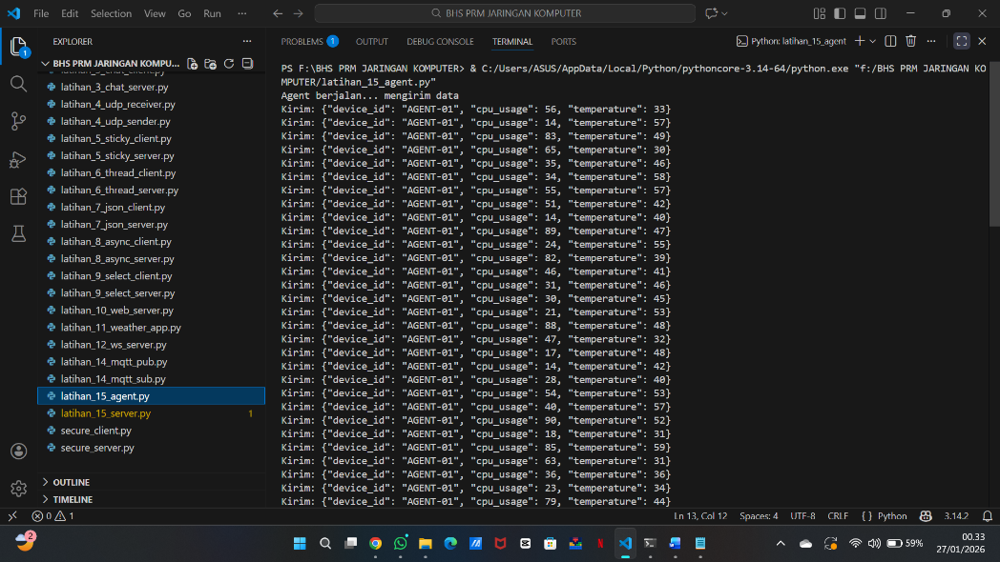 File Edit Selection View Go Run ··· BHS PRM JARINGAN KOMPUTER
EXPLORER ···
BHS PRM JARINGAN KOMPU...
latihan_3_chat_client.py
latihan_3_chat_server.py
latihan_4_udp_receiver.py
latihan_4_udp_sender.py
latihan_5_sticky_client.py
latihan_5_sticky_server.py
latihan_6_thread_client.py
latihan_6_thread_server.py
latihan_7_json_client.py
latihan_7_json_server.py
latihan_8_async_client.py
latihan_8_async_server.py
latihan_9_select_client.py
latihan_9_select_server.py
latihan_10_web_server.py
latihan_11_weather_app.py
latihan_12_ws_server.py
latihan_14_mqtt_pub.py
latihan_14_mqtt_sub.py
latihan_15_agent.py
latihan_15_server.py 1
secure_client.py
secure_server.py
OUTLINE
TIMELINE
1
PROBLEMS 1 OUTPUT DEBUG CONSOLE TERMINAL PORTS Python: latihan_15_agent ···
PS F:\BHS PRM JARINGAN KOMPUTER> & C:/Users/ASUS/AppData/Local/Python/pythoncore-3.14-64/python.exe "f:/BHS PRM JARINGAN KO
MPUTER/latihan_15_agent.py"
Agent berjalan... mengirim data
Kirim: {"device_id": "AGENT-01", "cpu_usage": 56, "temperature": 33}
Kirim: {"device_id": "AGENT-01", "cpu_usage": 14, "temperature": 57}
Kirim: {"device_id": "AGENT-01", "cpu_usage": 83, "temperature": 49}
Kirim: {"device_id": "AGENT-01", "cpu_usage": 65, "temperature": 30}
Kirim: {"device_id": "AGENT-01", "cpu_usage": 35, "temperature": 46}
Kirim: {"device_id": "AGENT-01", "cpu_usage": 34, "temperature": 58}
Kirim: {"device_id": "AGENT-01", "cpu_usage": 55, "temperature": 57}
Kirim: {"device_id": "AGENT-01", "cpu_usage": 51, "temperature": 42}
Kirim: {"device_id": "AGENT-01", "cpu_usage": 14, "temperature": 40}
Kirim: {"device_id": "AGENT-01", "cpu_usage": 89, "temperature": 47}
Kirim: {"device_id": "AGENT-01", "cpu_usage": 24, "temperature": 55}
Kirim: {"device_id": "AGENT-01", "cpu_usage": 82, "temperature": 39}
Kirim: {"device_id": "AGENT-01", "cpu_usage": 46, "temperature": 41}
Kirim: {"device_id": "AGENT-01", "cpu_usage": 31, "temperature": 46}
Kirim: {"device_id": "AGENT-01", "cpu_usage": 30, "temperature": 45}
Kirim: {"device_id": "AGENT-01", "cpu_usage": 21, "temperature": 53}
Kirim: {"device_id": "AGENT-01", "cpu_usage": 88, "temperature": 48}
Kirim: {"device_id": "AGENT-01", "cpu_usage": 47, "temperature": 32}
Kirim: {"device_id": "AGENT-01", "cpu_usage": 17, "temperature": 48}
Kirim: {"device_id": "AGENT-01", "cpu_usage": 14, "temperature": 42}
Kirim: {"device_id": "AGENT-01", "cpu_usage": 28, "temperature": 40}
Kirim: {"device_id": "AGENT-01", "cpu_usage": 54, "temperature": 53}
Kirim: {"device_id": "AGENT-01", "cpu_usage": 40, "temperature": 57}
Kirim: {"device_id": "AGENT-01", "cpu_usage": 90, "temperature": 52}
Kirim: {"device_id": "AGENT-01", "cpu_usage": 18, "temperature": 31}
Kirim: {"device_id": "AGENT-01", "cpu_usage": 85, "temperature": 59}
Kirim: {"device_id": "AGENT-01", "cpu_usage": 63, "temperature": 31}
Kirim: {"device_id": "AGENT-01", "cpu_usage": 36, "temperature": 36}
Kirim: {"device_id": "AGENT-01", "cpu_usage": 23, "temperature": 34}
Kirim: {"device_id": "AGENT-01", "cpu_usage": 79, "temperature": 44}
0 1 Ln 13, Col 12 Spaces: 4 UTF-8 CRLF { } Python 3.14.2
2 59% 00.33
27/01/2026